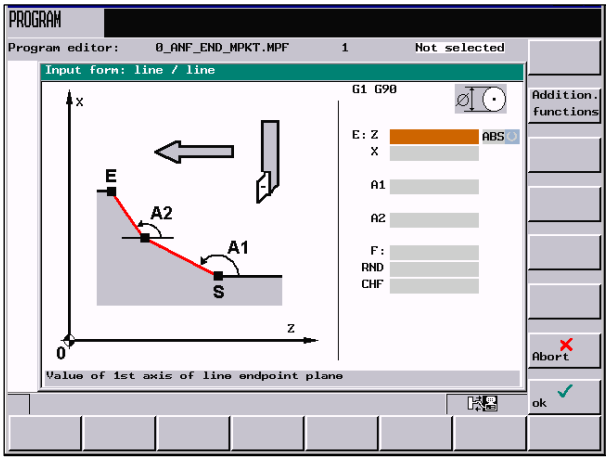 PROGRAM
Program editor: 0_ANF_END_MPKT.MPF 1 Not selected
Input form: line / line
G1 G90
Addition.
functions
X
E: Z ABS
X
E
A1
A2
A2
A1
F:
RND
CHF
S
Z
0
Abort
Value of 1st axis of line endpoint plane
ok